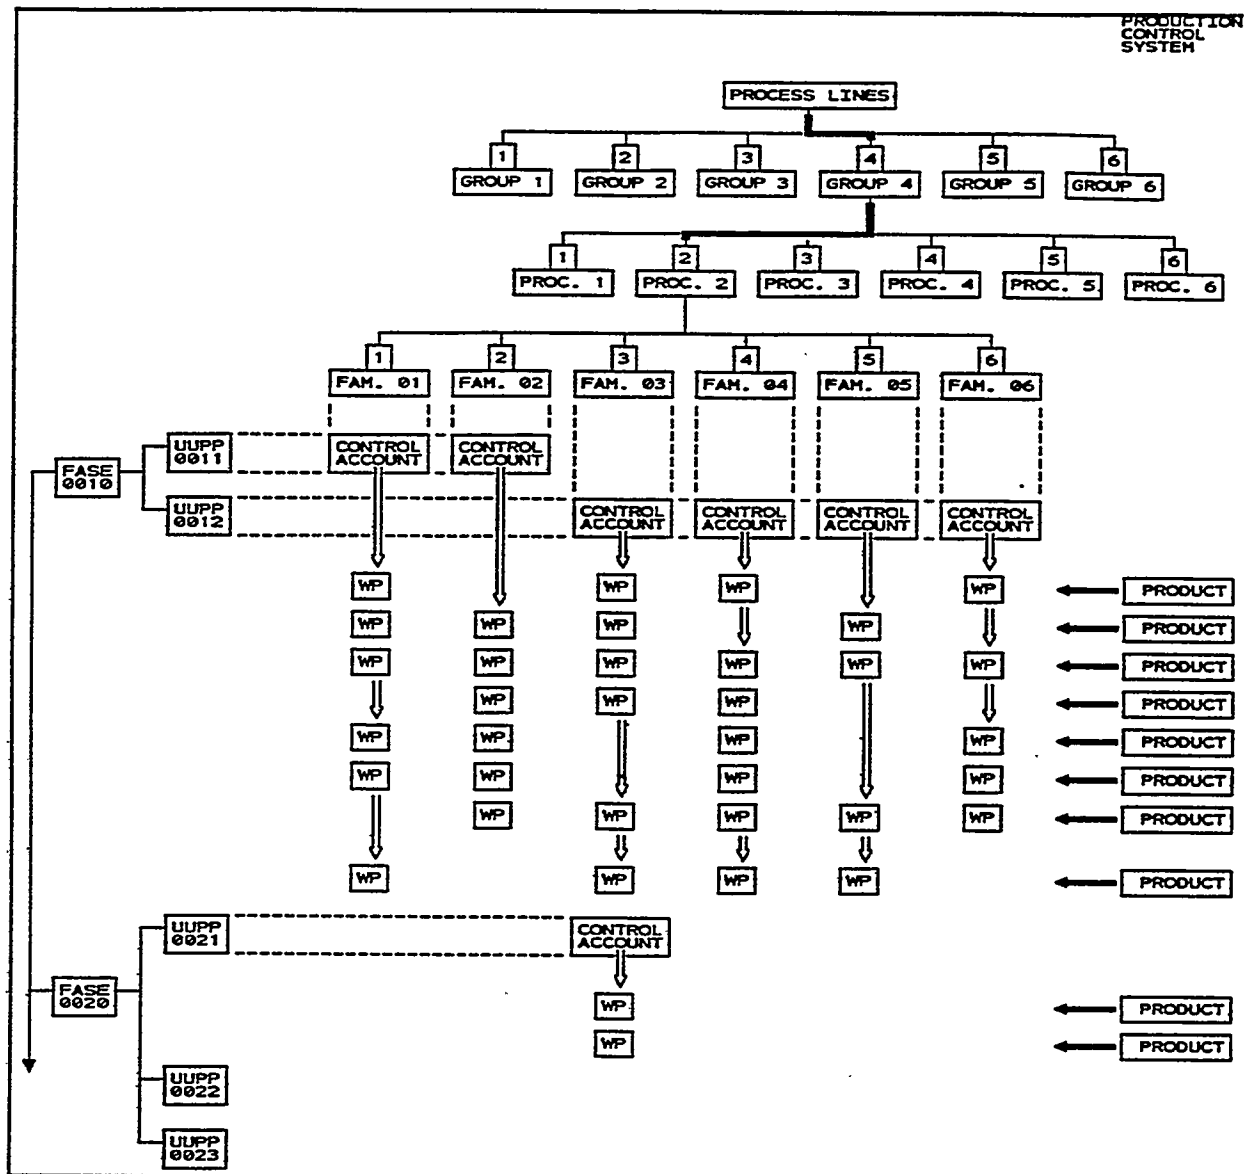 PRODUCTION
CONTROL
SYSTEM
PROCESS LINES
1 2 3 4 5 6
GROUP 1 GROUP 2 GROUP 3 GROUP 4 GROUP 5 GROUP 6
1 2 3 4 5 6
PROC. 1 PROC. 2 PROC. 3 PROC. 4 PROC. 5 PROC. 6
1 2 3 4 5 6
FAM. 01 FAM. 02 FAM. 03 FAM. 04 FAM. 05 FAM. 06
UUPP CONTROL CONTROL
0011 ACCOUNT ACCOUNT
FASE
0010
UUPP CONTROL CONTROL CONTROL CONTROL
0012 ACCOUNT ACCOUNT ACCOUNT ACCOUNT
WP WP WP WP PRODUCT
WP WP WP WP PRODUCT
WP WP WP WP WP WP PRODUCT
WP WP WP PRODUCT
WP WP WP WP PRODUCT
WP WP WP WP PRODUCT
WP WP WP WP WP PRODUCT
WP WP WP WP PRODUCT
UUPP CONTROL
0021 ACCOUNT
FASE
0020
WP PRODUCT
WP PRODUCT
UUPP
0022
UUPP
0023